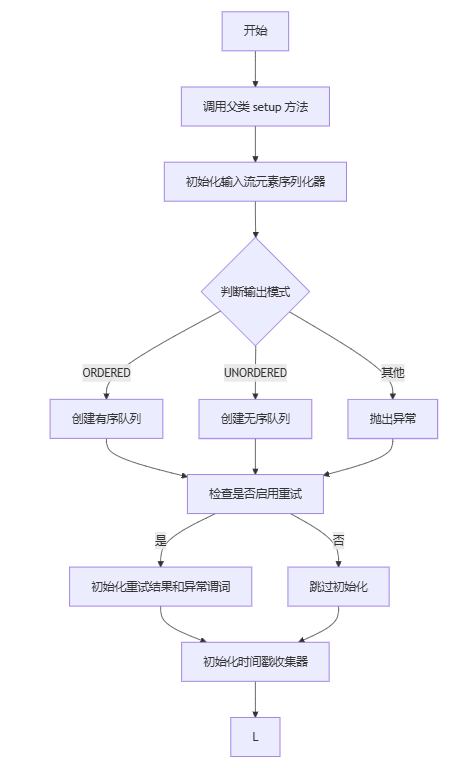 开始
调用父类 setup 方法
初始化输入流元素序列化器
判断输出模式
ORDERED
UNORDERED
其他
创建有序队列
创建无序队列
抛出异常
检查是否启用重试
是
否
初始化重试结果和异常谓词
跳过初始化
初始化时间戳收集器
L